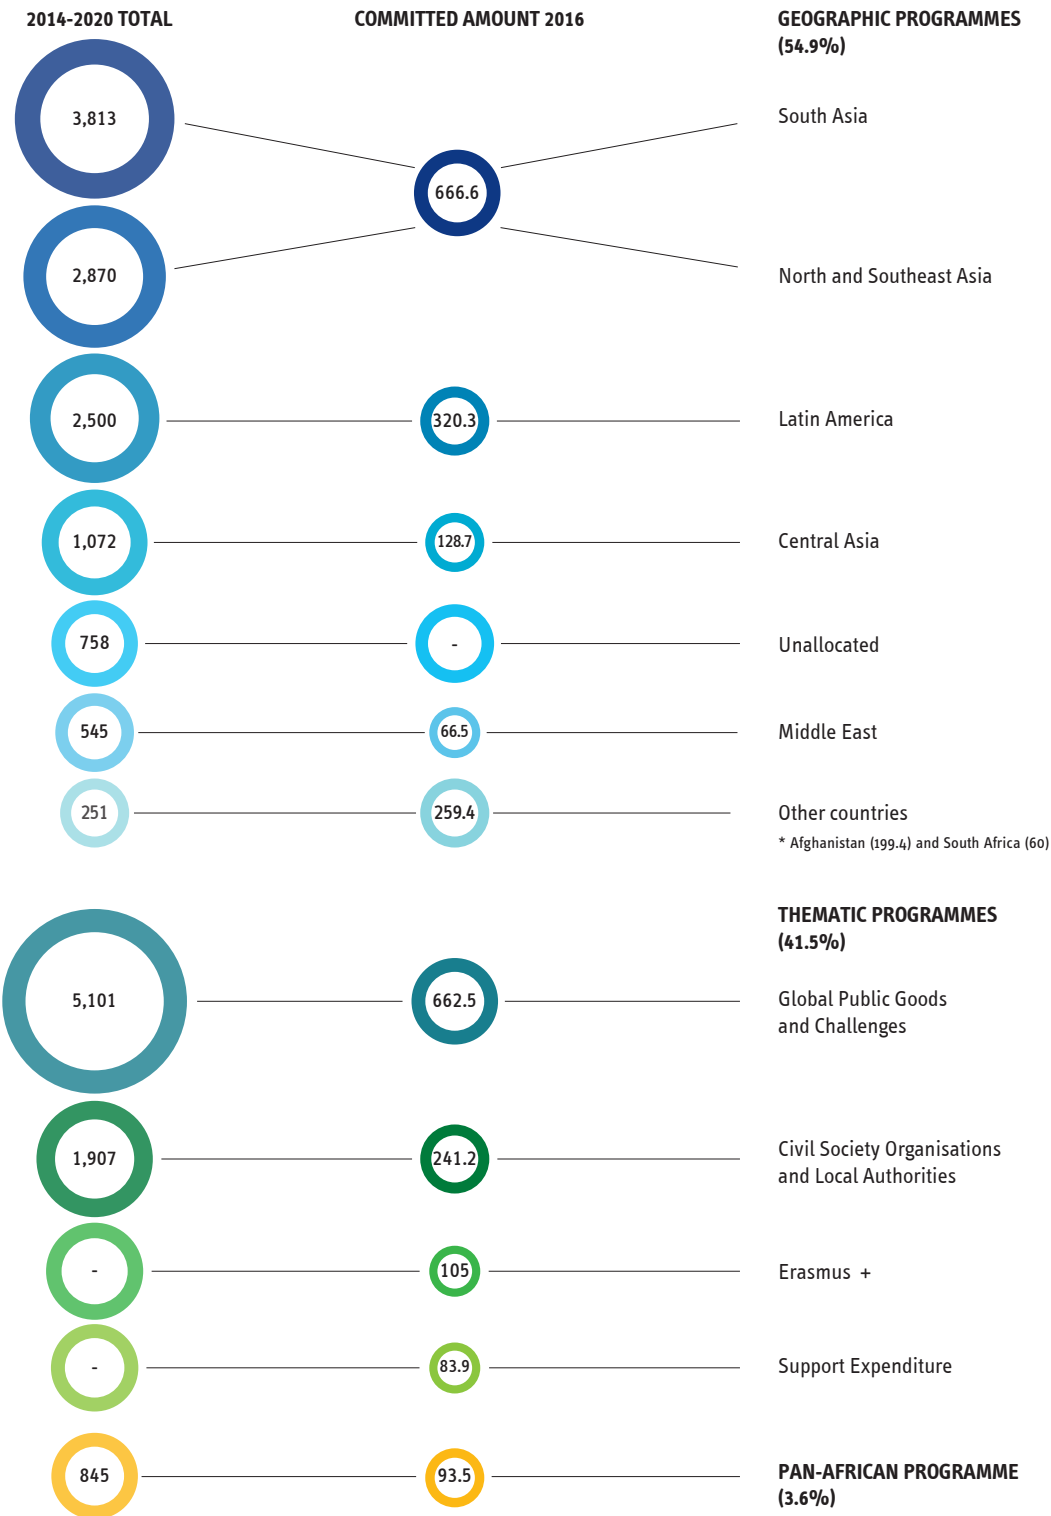 2014-2020 TOTAL
COMMITTED AMOUNT 2016
GEOGRAPHIC PROGRAMMES
(54.9%)
3,813
South Asia
666.6
2,870
North and Southeast Asia
2,500
320.3
Latin America
1,072
128.7
Central Asia
758
-
Unallocated
545
66.5
Middle East
251
259.4
Other countries
* Afghanistan (199.4) and South Africa (60)
THEMATIC PROGRAMMES
(41.5%)
5,101
662.5
Global Public Goods
and Challenges
1,907
241.2
Civil Society Organisations
and Local Authorities
-
105
Erasmus +
-
83.9
Support Expenditure
845
93.5
PAN-AFRICAN PROGRAMME
(3.6%)